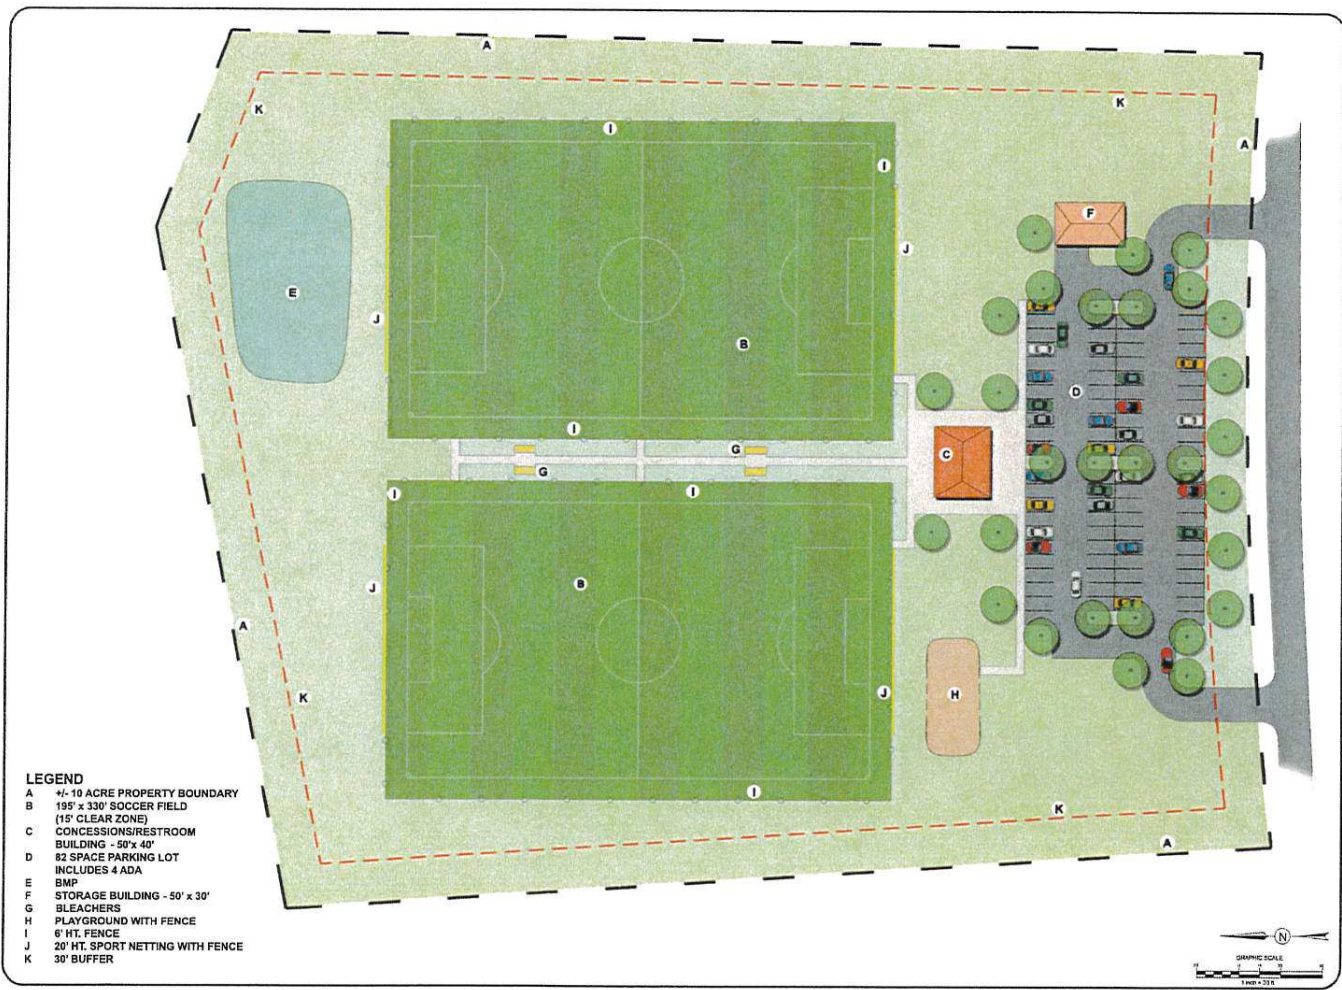 A
K
K
A
I
I
F
J
E
J
B
D
I
G
C
G
I
I
J
B
A
K
J
H
I
K
A
LEGEND
A +/- 10 ACRE PROPERTY BOUNDARY
B 195' x 330' SOCCER FIELD
(15' CLEAR ZONE)
C CONCESSIONS/RESTROOM
BUILDING - 50'x 40'
D 82 SPACE PARKING LOT
INCLUDES 4 ADA
E BMP
F STORAGE BUILDING - 50' x 30'
G BLEACHERS
H PLAYGROUND WITH FENCE
I 6' HT. FENCE
J 20' HT. SPORT NETTING WITH FENCE
K 30' BUFFER
N
GRAPHIC SCALE